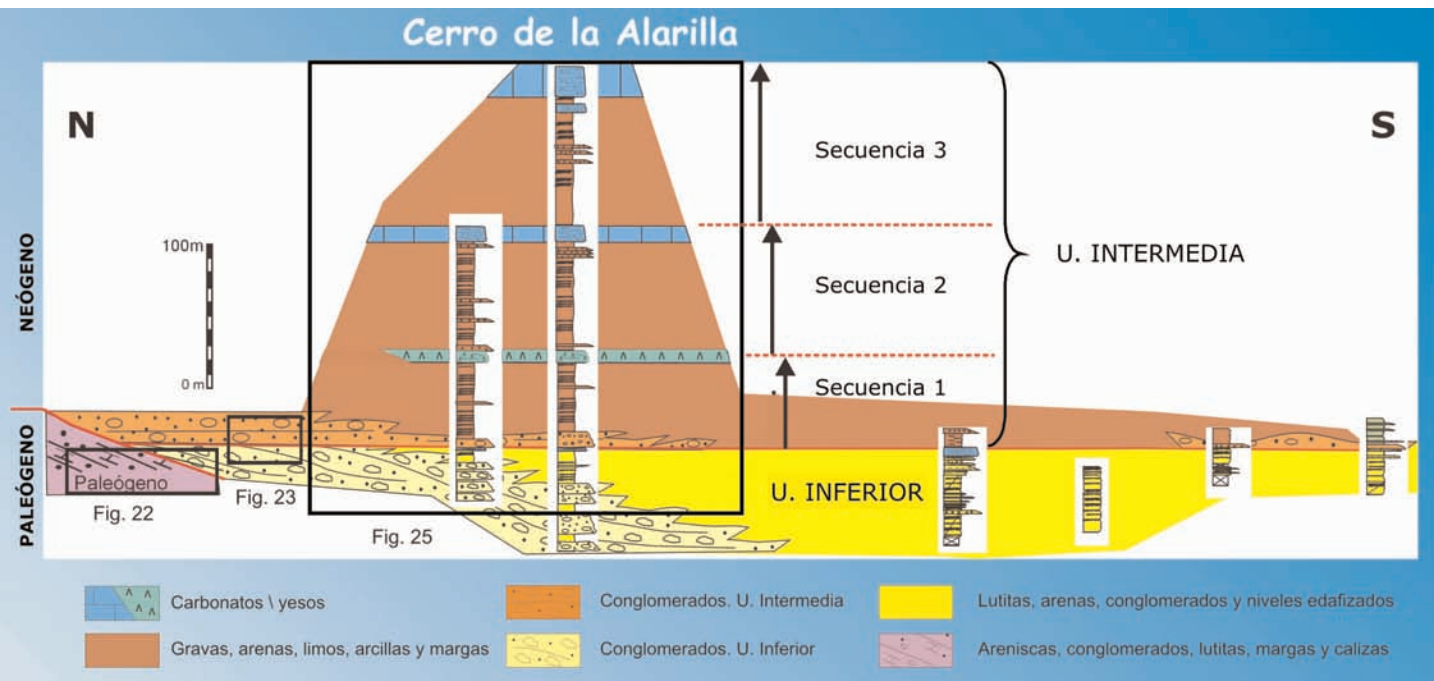 Cerro de la Alarilla
N
S
Secuencia 3
NEÓGENO
100m
U. INTERMEDIA
Secuencia 2
0 m
Secuencia 1
PALEÓGENO
Paleógeno
Fig. 22
Fig. 23
Fig. 25
U. INFERIOR
Carbonatos \ yesos
Conglomerados. U. Intermedia
Lutitas, arenas, conglomerados y niveles edafizados
Gravas, arenas, limos, arcillas y margas
Conglomerados. U. Inferior
Areniscas, conglomerados, lutitas, margas y calizas